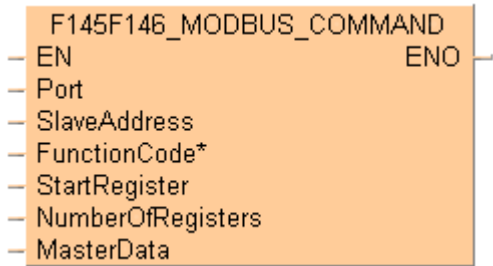 F145F146_MODBUS_COMMAND
EN ENO
Port
SlaveAddress
FunctionCode*
StartRegister
NumberOfRegisters
MasterData